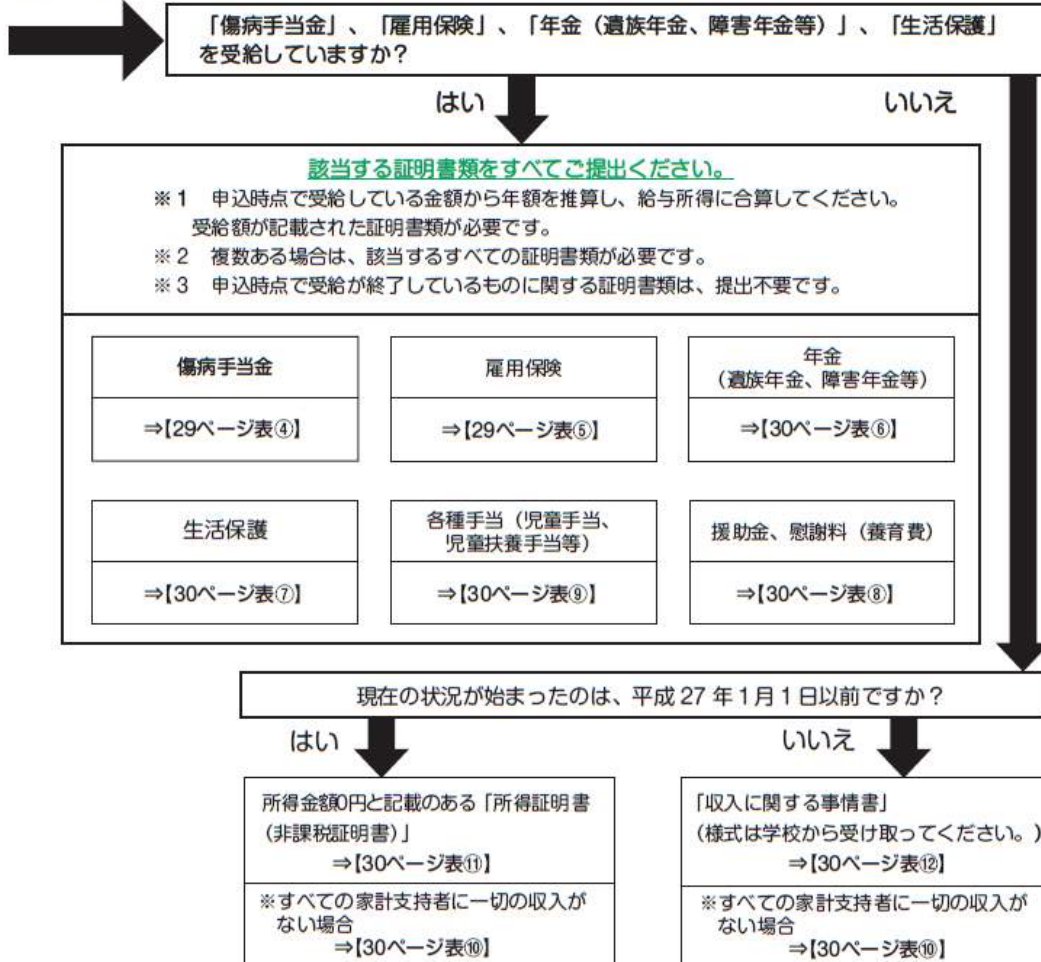 「傷病手当金」、「雇用保険」、「年金(遺族年金、障害年金等)」、「生活保護」
を受給していますか?
はい
いいえ
該当する証明書類をすべてご提出ください。
※1 申込時点で受給している金額から年額を推算し、給与所得に合算してください。
受給額が記載された証明書類が必要です。
※2 複数ある場合は、該当するすべての証明書類が必要です。
※3 申込時点で受給が終了しているものに関する証明書類は、提出不要です。
傷病手当金
⇒【29ページ表④】
雇用保険
⇒【29ページ表⑤】
年金
(遺族年金、障害年金等)
⇒【30ページ表⑥】
生活保護
⇒【30ページ表⑦】
各種手当(児童手当、
児童扶養手当等)
⇒【30ページ表⑨】
援助金、慰謝料(養育費)
⇒【30ページ表⑧】
現在の状況が始まったのは、平成27年1月1日以前ですか?
はい
いいえ
所得金額0円と記載のある「所得証明書
(非課税証明書)」
⇒【30ページ表⑪】
※すべての家計支持者に一切の収入が
ない場合
⇒【30ページ表⑩】
「収入に関する事情書」
(様式は学校から受け取ってください。)
⇒【30ページ表⑫】
※すべての家計支持者に一切の収入が
ない場合
⇒【30ページ表⑩】